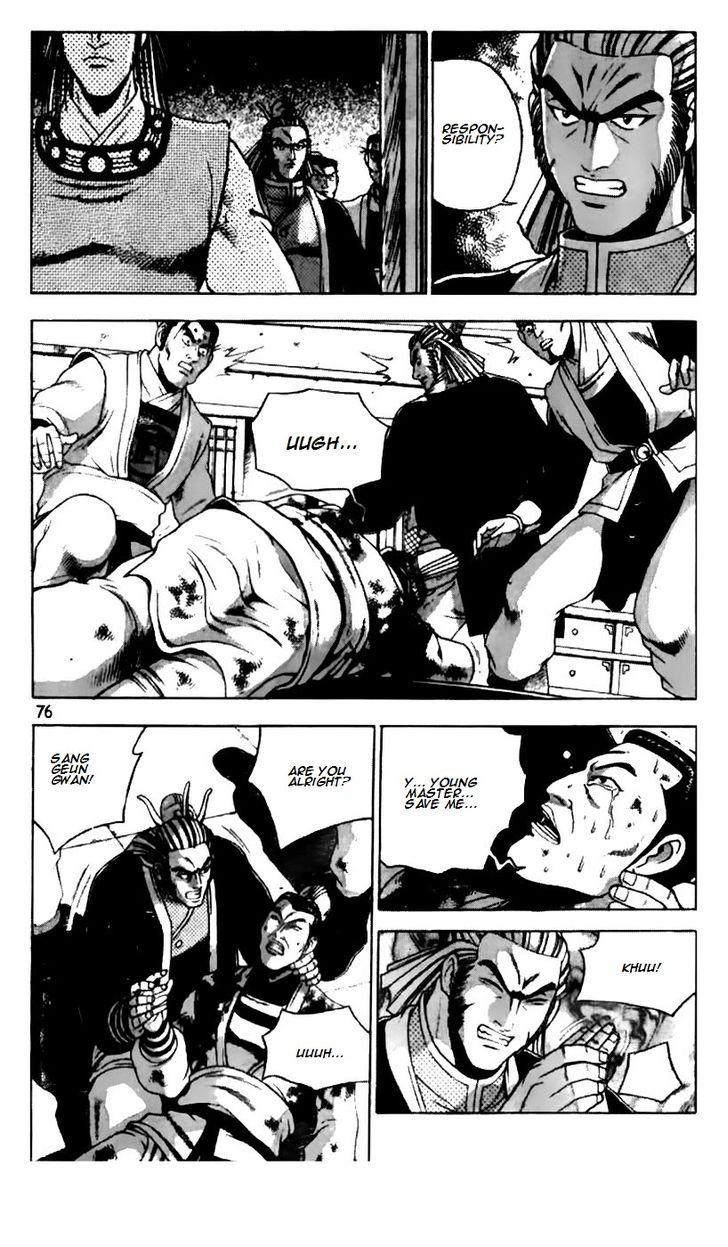 RESPON-
SIBILITY?
UUGH...
76
SANG
GEUN
GWAN!
ARE YOU
ALRIGHT?
UUUH...
Y... YOUNG
MASTER...
SAVE ME...
KHUU!